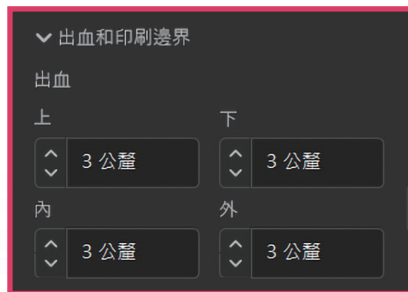 出血和印刷邊界
出血
上 下
3 公釐 3 公釐
內 外
3 公釐 3 公釐